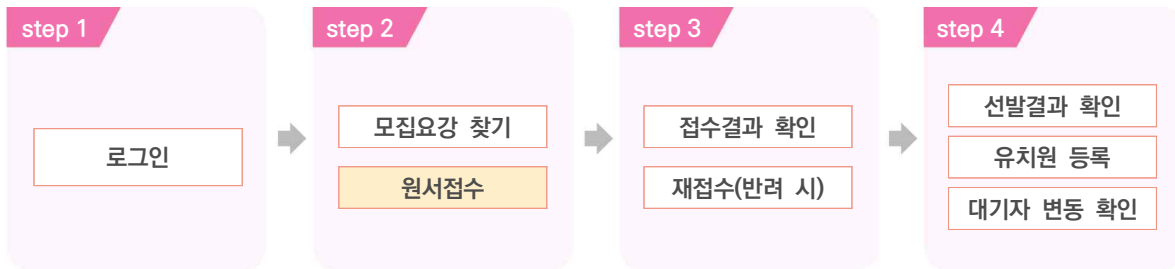 step 1
로그인
step 2
모집요강 찾기
원서접수
step 3
접수결과 확인
재접수(반려 시)
step 4
선발결과 확인
유치원 등록
대기자 변동 확인